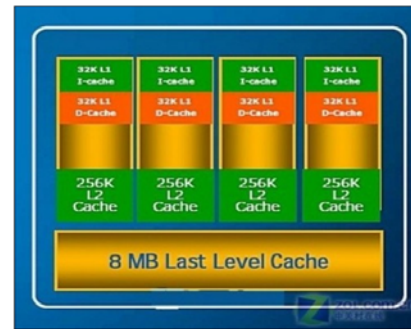 32K L1
I-cache
32K L1
D-Cache
256K
L2
Cache
32K L1
I-cache
32K L1
D-Cache
256K
L2
Cache
32K L1
I-cache
32K L1
D-Cache
256K
L2
Cache
32K L1
I-cache
32K L1
D-Cache
256K
L2
Cache
8 MB Last Level Cache